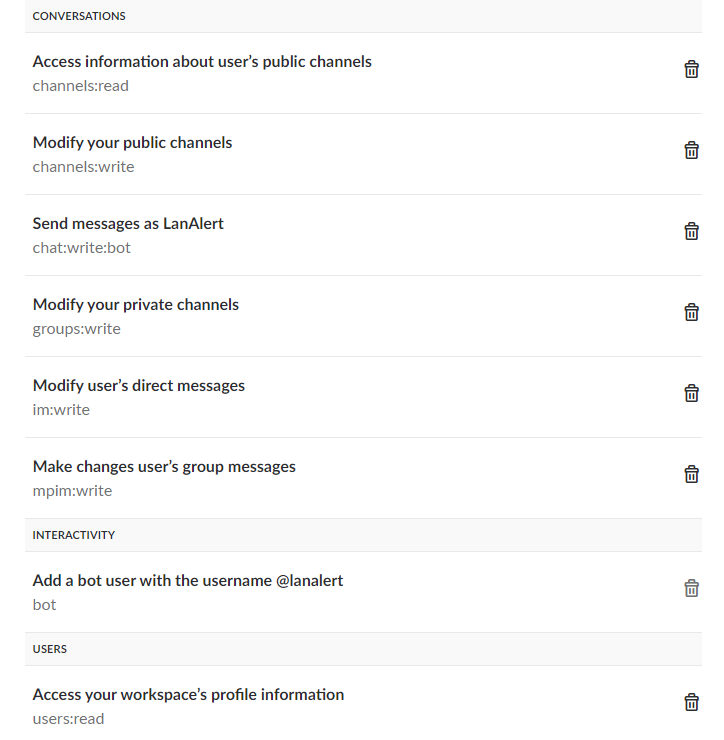 CONVERSATIONS
Access information about user’s public channels
channels:read
Modify your public channels
channels:write
Send messages as LanAlert
chat:write:bot
Modify your private channels
groups:write
Modify user’s direct messages
im:write
Make changes user’s group messages
mpim:write
INTERACTIVITY
Add a bot user with the username @lanalert
bot
USERS
Access your workspace’s profile information
users:read